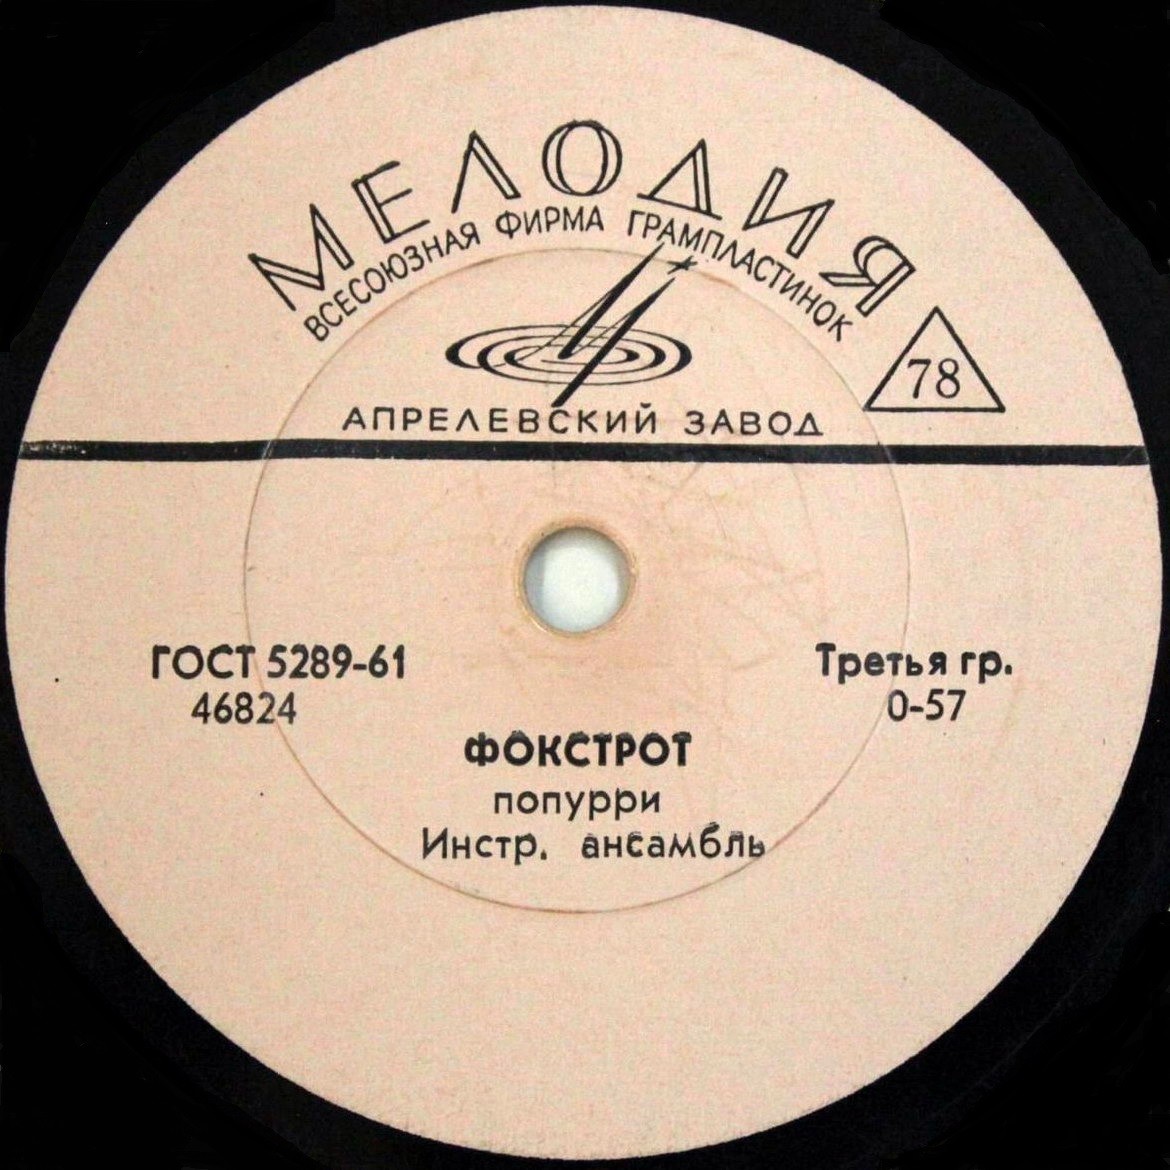 МЕЛОДИЯ
ВСЕСОЮЗНАЯ ФИРМА ГРАМПЛАСТИНОК
78
АПРЕЛЕВСКИЙ ЗАВОД
ГОСТ 5289-61
46824
Третья гр.
0-57
ФОКСТРОТ
попурри
Инстр. ансамбль